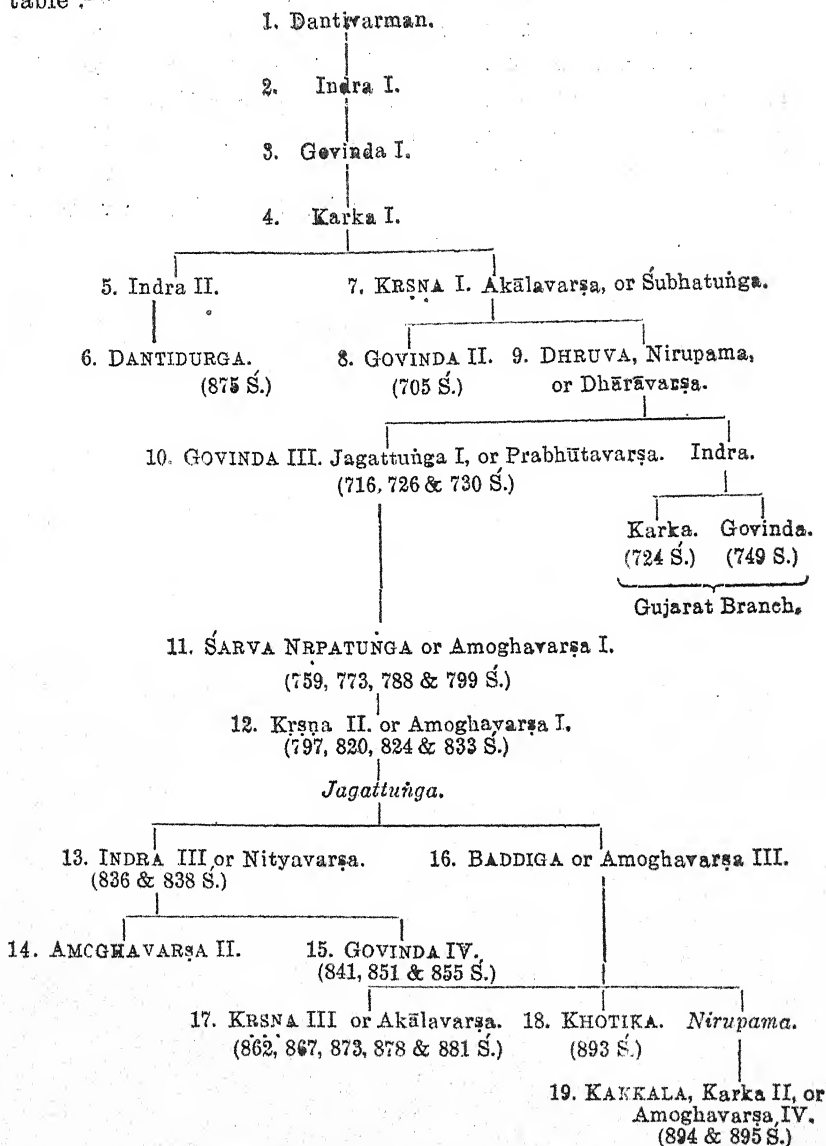 table :
1. Dantivarman.
2. Indra I.
3. Govinda I.
4. Karka I.
5. Indra II. 7. KṚṢṆA I. Akālavarṣa, or Śubhatuṅga.
6. DANTIDURGA. 8. GOVINDA II. 9. DHRUVA, Nirupama,
(875 Ś.) (705 Ś.) or Dhārāvarṣa.
10. GOVINDA III. Jagattuṅga I, or Prabhūtavarṣa. Indra.
(716, 726 & 730 Ś.)
Karka. Govinda.
(724 Ś.) (749 S.)
Gujarat Branch.
11. ŚARVA NṚPATUṄGA or Amoghavarṣa I.
(759, 773, 788 & 799 Ś.)
12. Kṛṣṇa II. or Amoghavarṣa I.
(797, 820, 824 & 833 Ś.)
Jagattuṅga.
13. INDRA III or Nityavarṣa. 16. BADDIGA or Amoghavarṣa III.
(836 & 838 Ś.)
14. AMOGHAVARṢA II. 15. GOVINDA IV.
(841, 851 & 855 Ś.)
17. KṚṢṆA III or Akālavarṣa. 18. KHOTIKA. Nirupama.
(862, 867, 873, 878 & 881 Ś.) (893 Ś.)
19. KAKKALA, Karka II, or
Amoghavarṣa IV.
(894 & 895 Ś.)